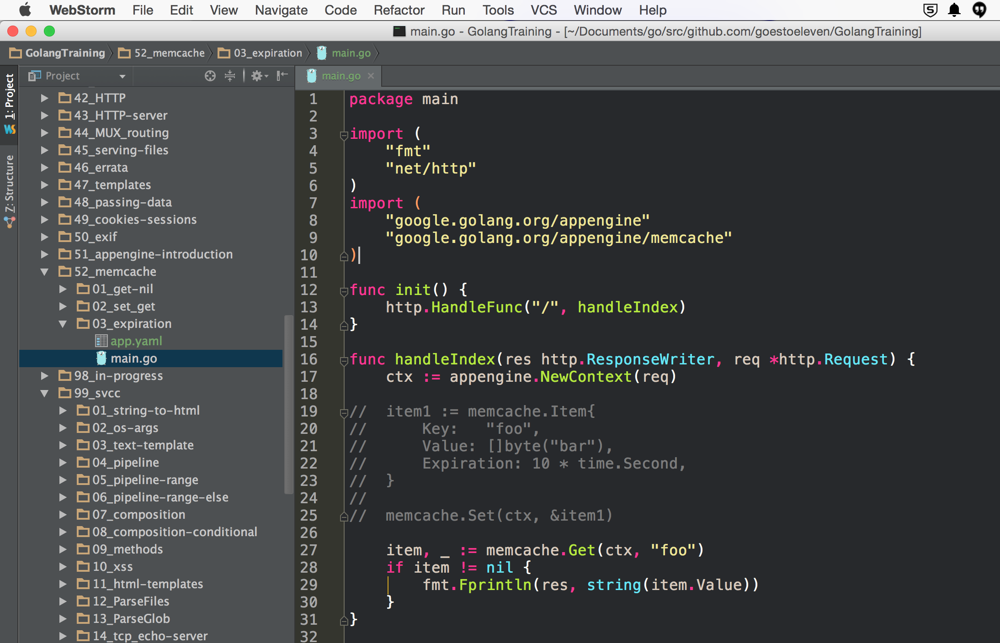 WebStorm File Edit View Navigate Code Refactor Run Tools VCS Window Help
main.go - GolangTraining - [~/Documents/go/src/github.com/goestoeleven/GolangTraining]
GolangTraining 52_memcache 03_expiration main.go
1: Project
7: Structure
Project
42_HTTP
43_HTTP-server
44_MUX_routing
45_serving-files
46_errata
47_templates
48_passing-data
49_cookies-sessions
50_exif
51_appengine-introduction
52_memcache
01_get-nil
02_set_get
03_expiration
app.yaml
main.go
98_in-progress
99_svcc
01_string-to-html
02_os-args
03_text-template
04_pipeline
05_pipeline-range
06_pipeline-range-else
07_composition
08_composition-conditional
09_methods
10_xss
11_html-templates
12_ParseFiles
13_ParseGlob
14_tcp_echo-server
main.go
1 package main
2
3 import (
4     "fmt"
5     "net/http"
6 )
7 import (
8     "google.golang.org/appengine"
9     "google.golang.org/appengine/memcache"
10 )
11
12 func init() {
13     http.HandleFunc("/", handleIndex)
14 }
15
16 func handleIndex(res http.ResponseWriter, req *http.Request) {
17     ctx := appengine.NewContext(req)
18
19 //  item1 := memcache.Item{
20 //      Key:   "foo",
21 //      Value: []byte("bar"),
22 //      Expiration: 10 * time.Second,
23 //  }
24 //
25 //  memcache.Set(ctx, &item1)
26
27     item, _ := memcache.Get(ctx, "foo")
28     if item != nil {
29         fmt.Fprintln(res, string(item.Value))
30     }
31 }
32